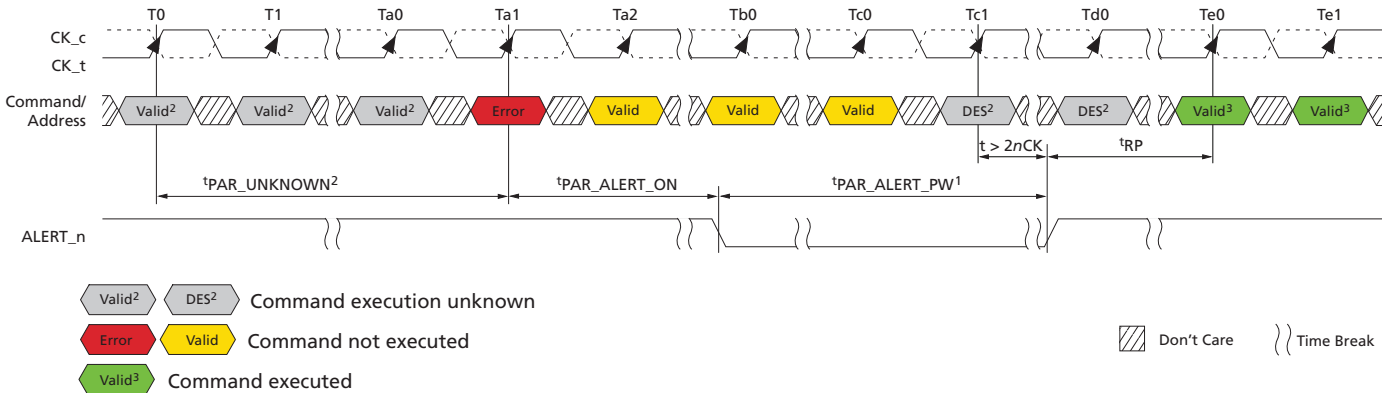 T0 T1 Ta0 Ta1 Ta2 Tb0 Tc0 Tc1 Td0 Te0 Te1
CK_c
CK_t
Command/
Address
Valid² Valid² Valid² Error Valid Valid Valid DES² DES² Valid³ Valid³
t > 2nCK tRP
tPAR_UNKNOWN² tPAR_ALERT_ON tPAR_ALERT_PW¹
ALERT_n
Valid² DES² Command execution unknown
Error Valid Command not executed
Don't Care Time Break
Valid³ Command executed